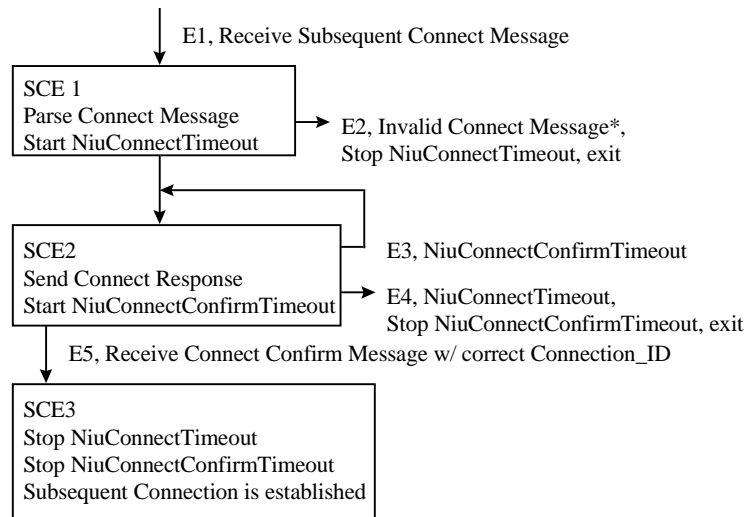 E1, Receive Subsequent Connect Message
SCE 1
Parse Connect Message
Start NiuConnectTimeout
E2, Invalid Connect Message*,
Stop NiuConnectTimeout, exit
SCE2
Send Connect Response
Start NiuConnectConfirmTimeout
E3, NiuConnectConfirmTimeout
E4, NiuConnectTimeout,
Stop NiuConnectConfirmTimeout, exit
E5, Receive Connect Confirm Message w/ correct Connection_ID
SCE3
Stop NiuConnectTimeout
Stop NiuConnectConfirmTimeout
Subsequent Connection is established